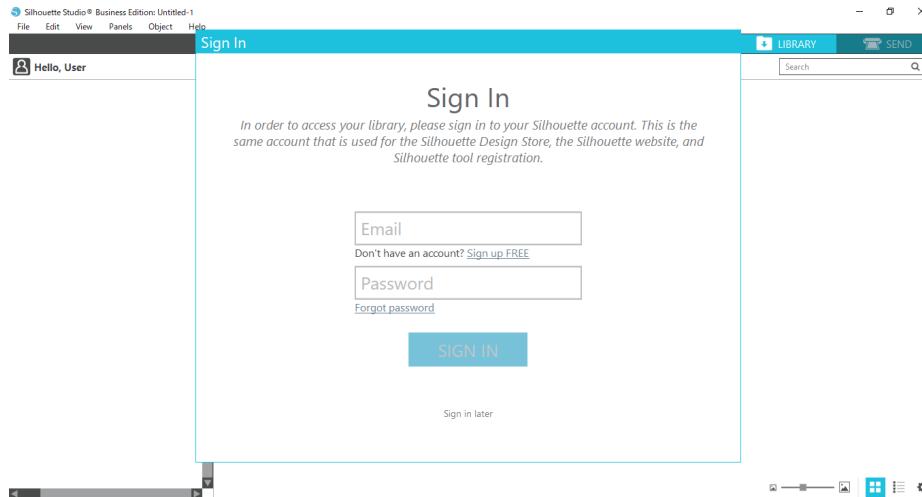 Silhouette Studio® Business Edition: Untitled-1
File Edit View Panels Object Help
Sign In
LIBRARY
SEND
Hello, User
Search
Sign In
In order to access your library, please sign in to your Silhouette account. This is the
same account that is used for the Silhouette Design Store, the Silhouette website, and
Silhouette tool registration.
Email
Don't have an account? Sign up FREE
Password
Forgot password
SIGN IN
Sign in later